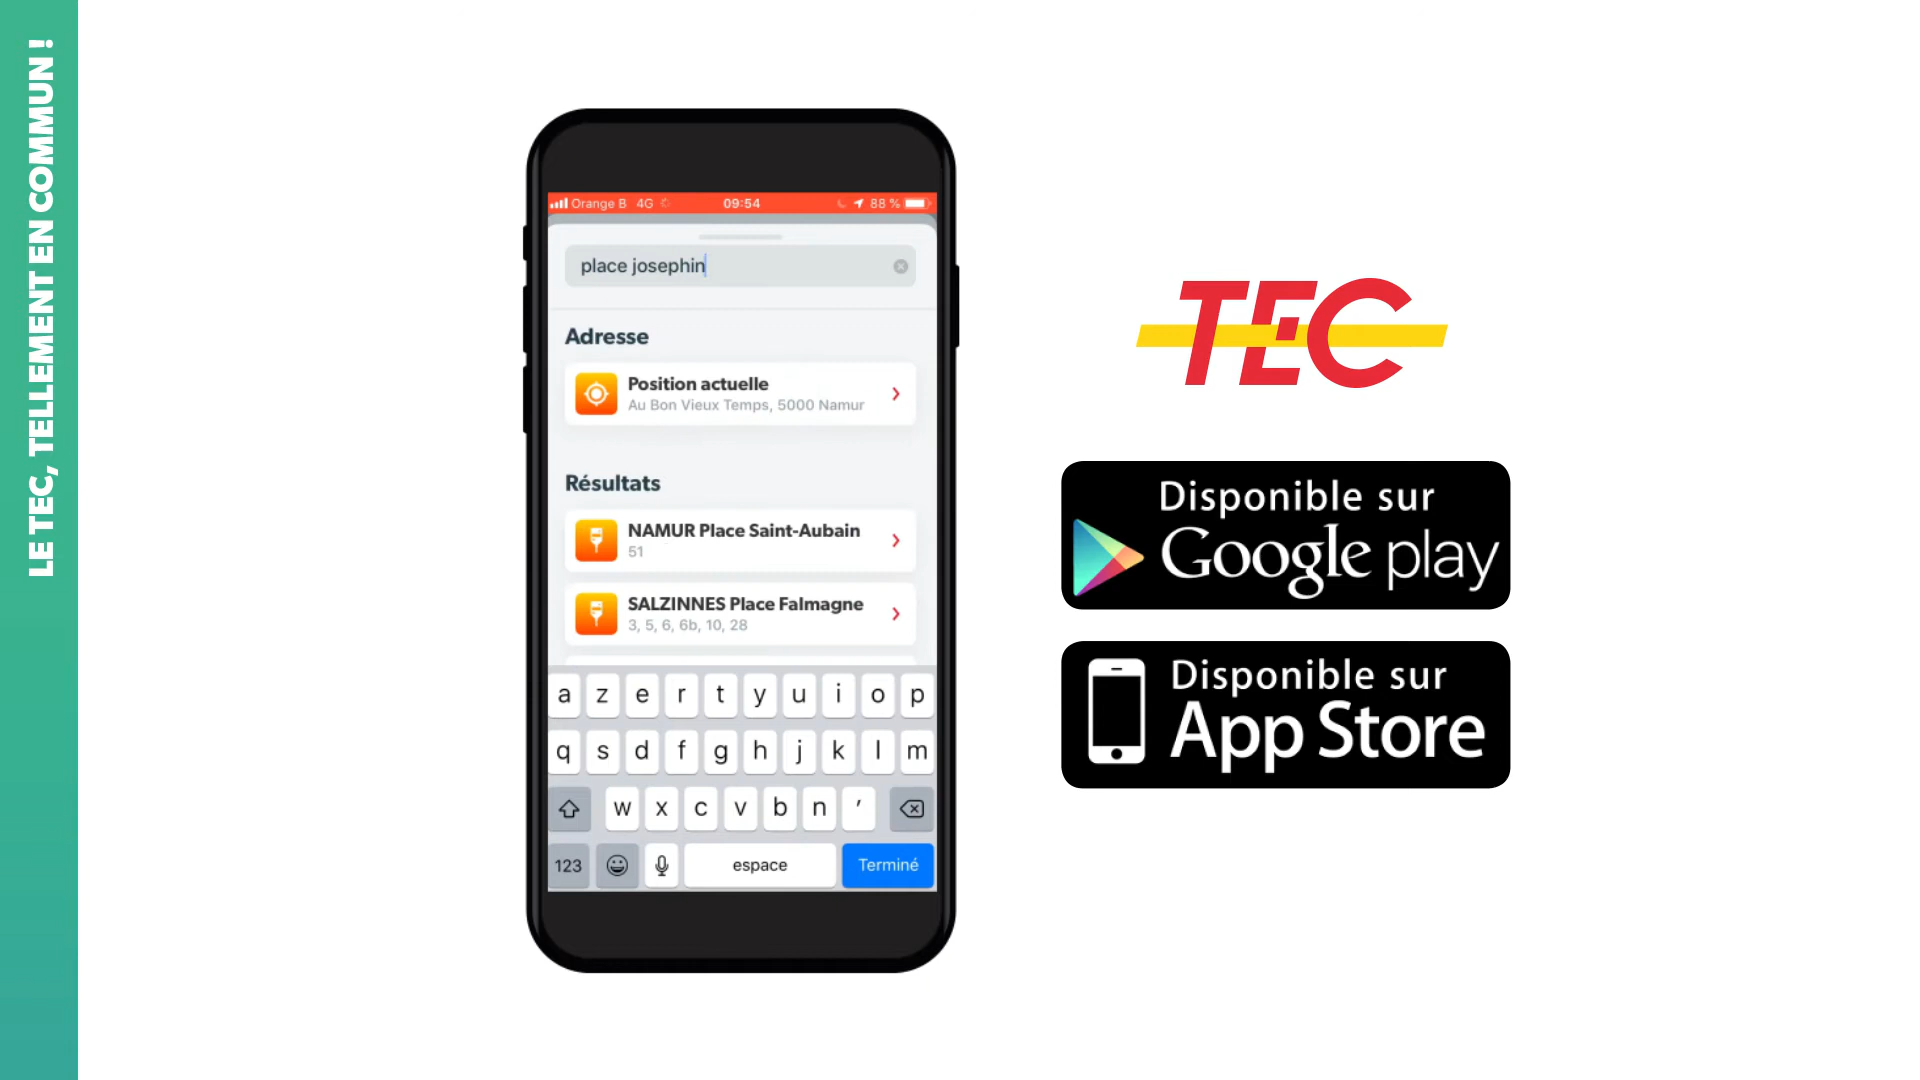 LE TEC, TELLEMENT EN COMMUN !
Orange B 4G 09:54 88 %
place josephin
Adresse
Position actuelle
Au Bon Vieux Temps, 5000 Namur
Résultats
NAMUR Place Saint-Aubain
51
SALZINNES Place Falmagne
3, 5, 6, 6b, 10, 28
a z e r t y u i o p
q s d f g h j k l m
w x c v b n ’
123 espace Terminé
TEC
Disponible sur
Google play
Disponible sur
App Store